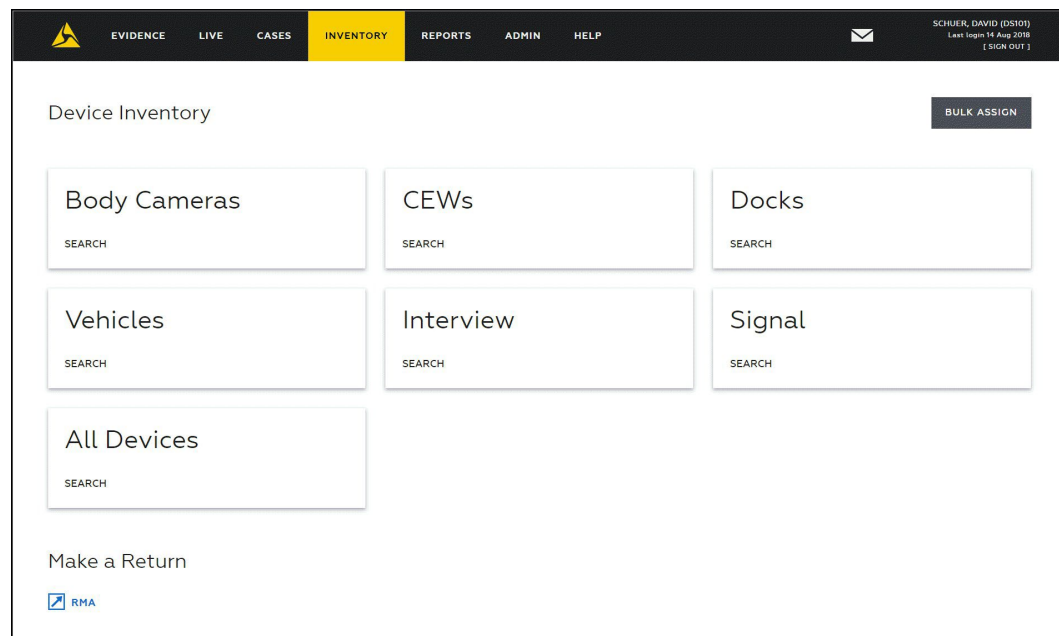 EVIDENCE LIVE CASES INVENTORY REPORTS ADMIN HELP
SCHUER, DAVID (DS101)
Last login 14 Aug 2018
[ SIGN OUT ]
Device Inventory
BULK ASSIGN
Body Cameras
SEARCH
CEWs
SEARCH
Docks
SEARCH
Vehicles
SEARCH
Interview
SEARCH
Signal
SEARCH
All Devices
SEARCH
Make a Return
RMA